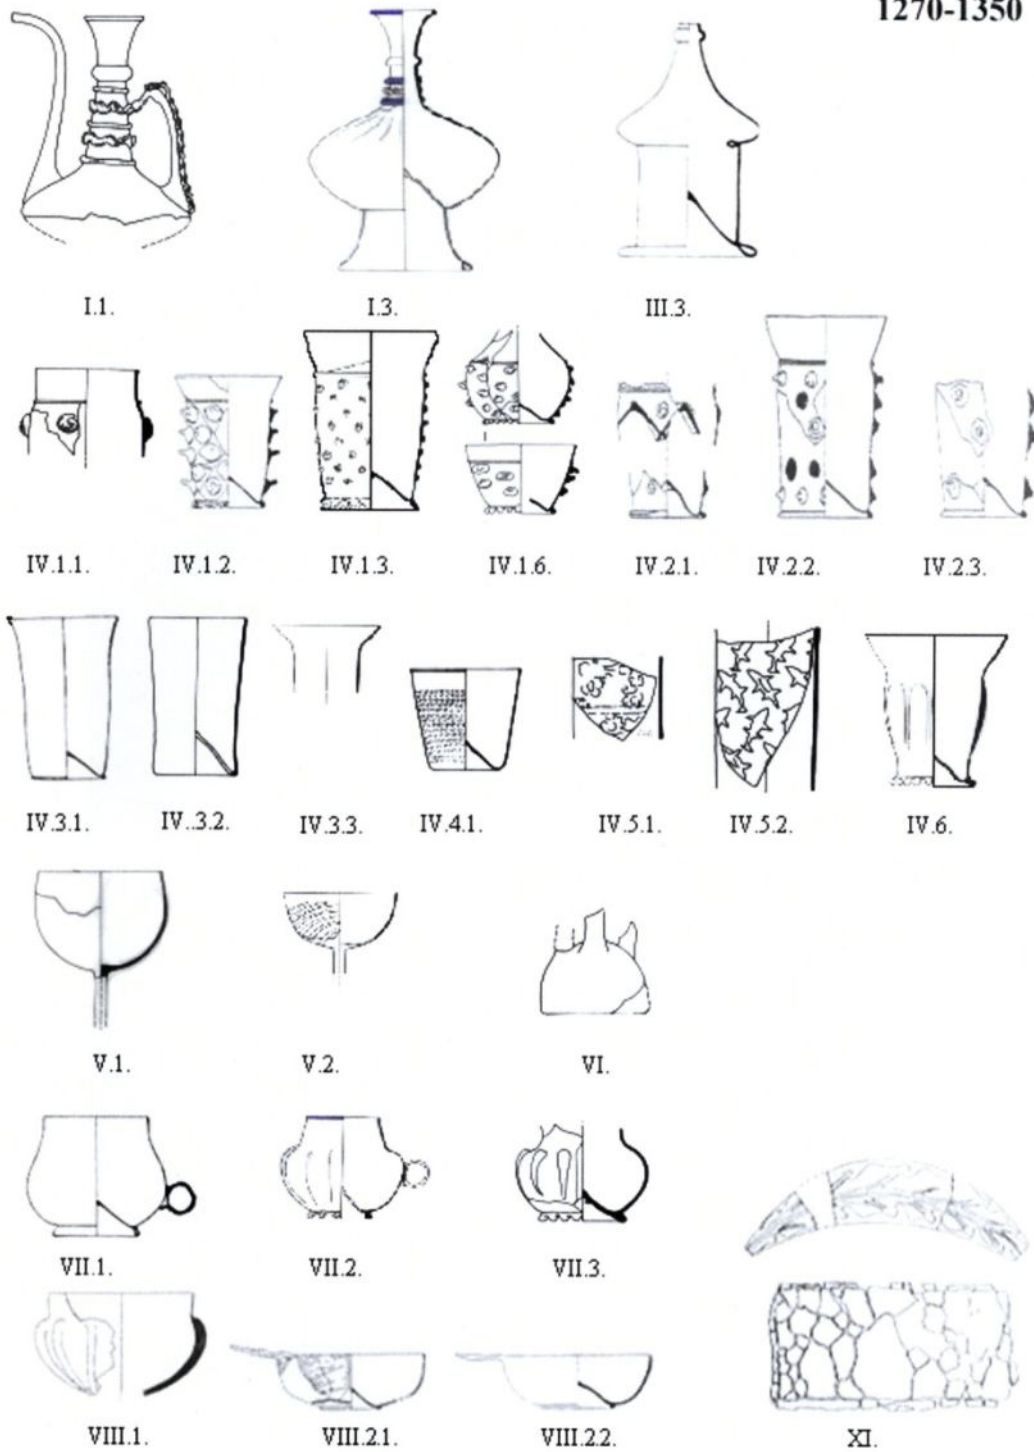 1270-1350
I.1. I.3. III.3.
IV.1.1. IV.1.2. IV.1.3. IV.1.6. IV.2.1. IV.2.2. IV.2.3.
IV.3.1. IV..3.2. IV.3.3. IV.4.1. IV.5.1. IV.5.2. IV.6.
V.1. V.2. VI.
VII.1. VII.2. VII.3.
VIII.1. VIII.2.1. VIII.2.2. XI.